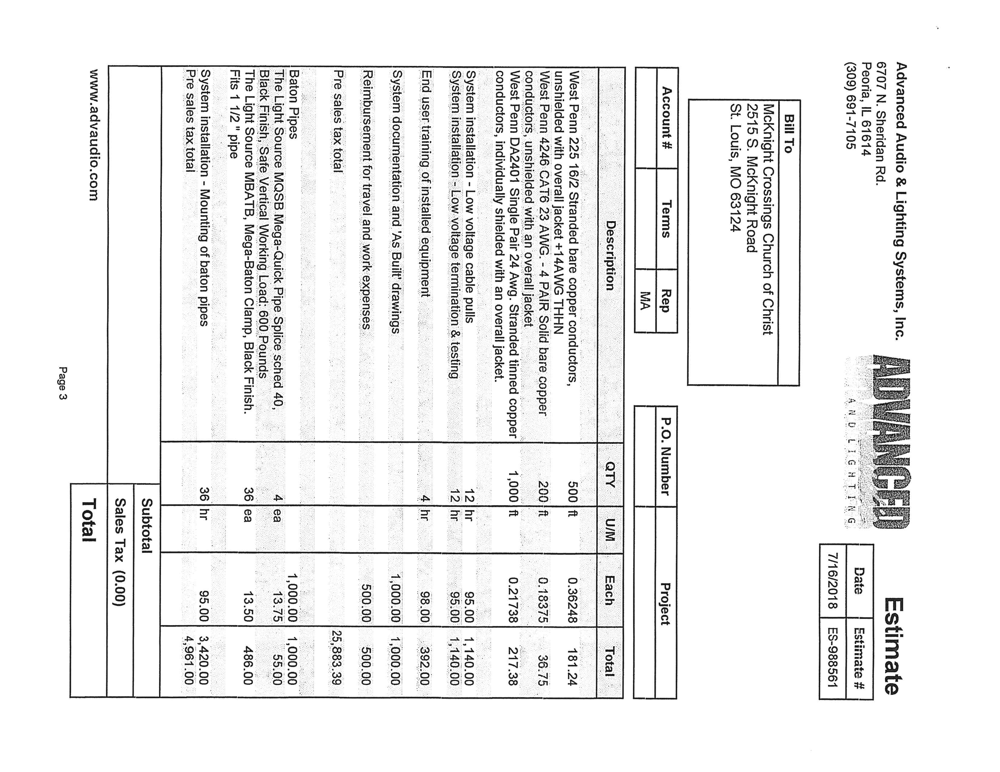 Advanced Audio & Lighting Systems, Inc.
6707 N. Sheridan Rd.
Peoria, IL 61614
(309) 691-7105
ADVANCED
AND LIGHTING
Estimate
Date Estimate #
7/16/2018 ES-988561
Bill To
McKnight Crossings Church of Christ
2515 S. McKnight Road
St. Louis, MO 63124
Account # Terms Rep P.O. Number Project
MA
Description QTY U/M Each Total
West Penn 225 16/2 Stranded bare copper conductors, 500 ft 0.36248 181.24
unshielded with overall jacket +14AWG THHN
West Penn 4246 CAT6 23 AWG. - 4 PAIR Solid bare copper 200 ft 0.18375 36.75
conductors, unshielded with an overall jacket
West Penn DA2401 Single Pair 24 Awg. Stranded tinned copper 1,000 ft 0.21738 217.38
conductors, individually shielded with an overall jacket.
System installation - Low voltage cable pulls 12 hr 95.00 1,140.00
System installation - Low voltage termination & testing 12 hr 95.00 1,140.00
End user training of installed equipment 4 hr 98.00 392.00
System documentation and 'As Built' drawings 1,000.00 1,000.00
Reimbursement for travel and work expenses 500.00 500.00
Pre sales tax total 25,883.39
Baton Pipes 1,000.00 1,000.00
The Light Source MQSB Mega-Quick Pipe Splice sched 40, 4 ea 13.75 55.00
Black Finish, Safe Vertical Working Load: 600 Pounds
The Light Source MBATB, Mega-Baton Clamp, Black Finish. 36 ea 13.50 486.00
Fits 1 1/2 " pipe
System installation - Mounting of baton pipes 36 hr 95.00 3,420.00
Pre sales tax total 4,961.00
Subtotal
Sales Tax (0.00)
Total
www.advaudio.com
Page 3